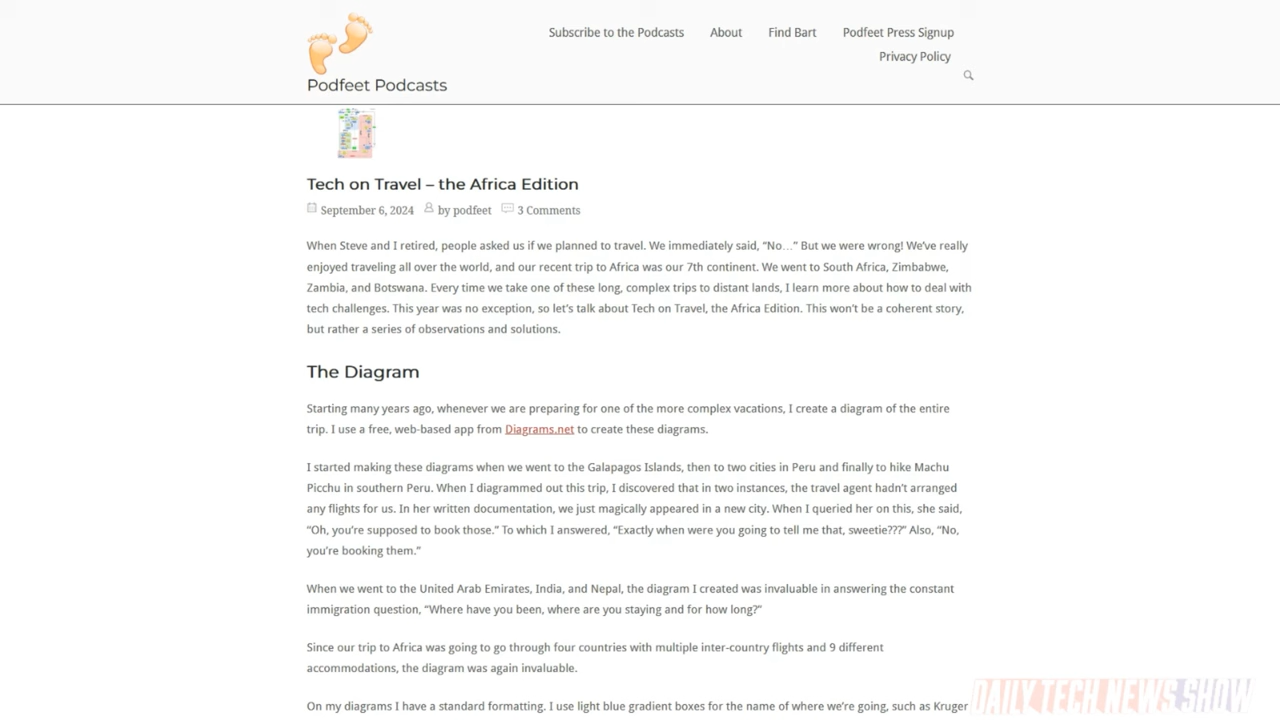 Subscribe to the Podcasts About Find Bart Podfeet Press Signup
Privacy Policy
Podfeet Podcasts
Tech on Travel – the Africa Edition
September 6, 2024 by podfeet 3 Comments
When Steve and I retired, people asked us if we planned to travel. We immediately said, “No…” But we were wrong! We’ve really
enjoyed traveling all over the world, and our recent trip to Africa was our 7th continent. We went to South Africa, Zimbabwe,
Zambia, and Botswana. Every time we take one of these long, complex trips to distant lands, I learn more about how to deal with
tech challenges. This year was no exception, so let’s talk about Tech on Travel, the Africa Edition. This won’t be a coherent story,
but rather a series of observations and solutions.
The Diagram
Starting many years ago, whenever we are preparing for one of the more complex vacations, I create a diagram of the entire
trip. I use a free, web-based app from Diagrams.net to create these diagrams.
I started making these diagrams when we went to the Galapagos Islands, then to two cities in Peru and finally to hike Machu
Picchu in southern Peru. When I diagrammed out this trip, I discovered that in two instances, the travel agent hadn’t arranged
any flights for us. In her written documentation, we just magically appeared in a new city. When I queried her on this, she said,
“Oh, you’re supposed to book those.” To which I answered, “Exactly when were you going to tell me that, sweetie???” Also, “No,
you’re booking them.”
When we went to the United Arab Emirates, India, and Nepal, the diagram I created was invaluable in answering the constant
immigration question, “Where have you been, where are you staying and for how long?”
Since our trip to Africa was going to go through four countries with multiple inter-country flights and 9 different
accommodations, the diagram was again invaluable.
On my diagrams I have a standard formatting. I use light blue gradient boxes for the name of where we’re going, such as Kruger
DAILY TECH NEWS SHOW